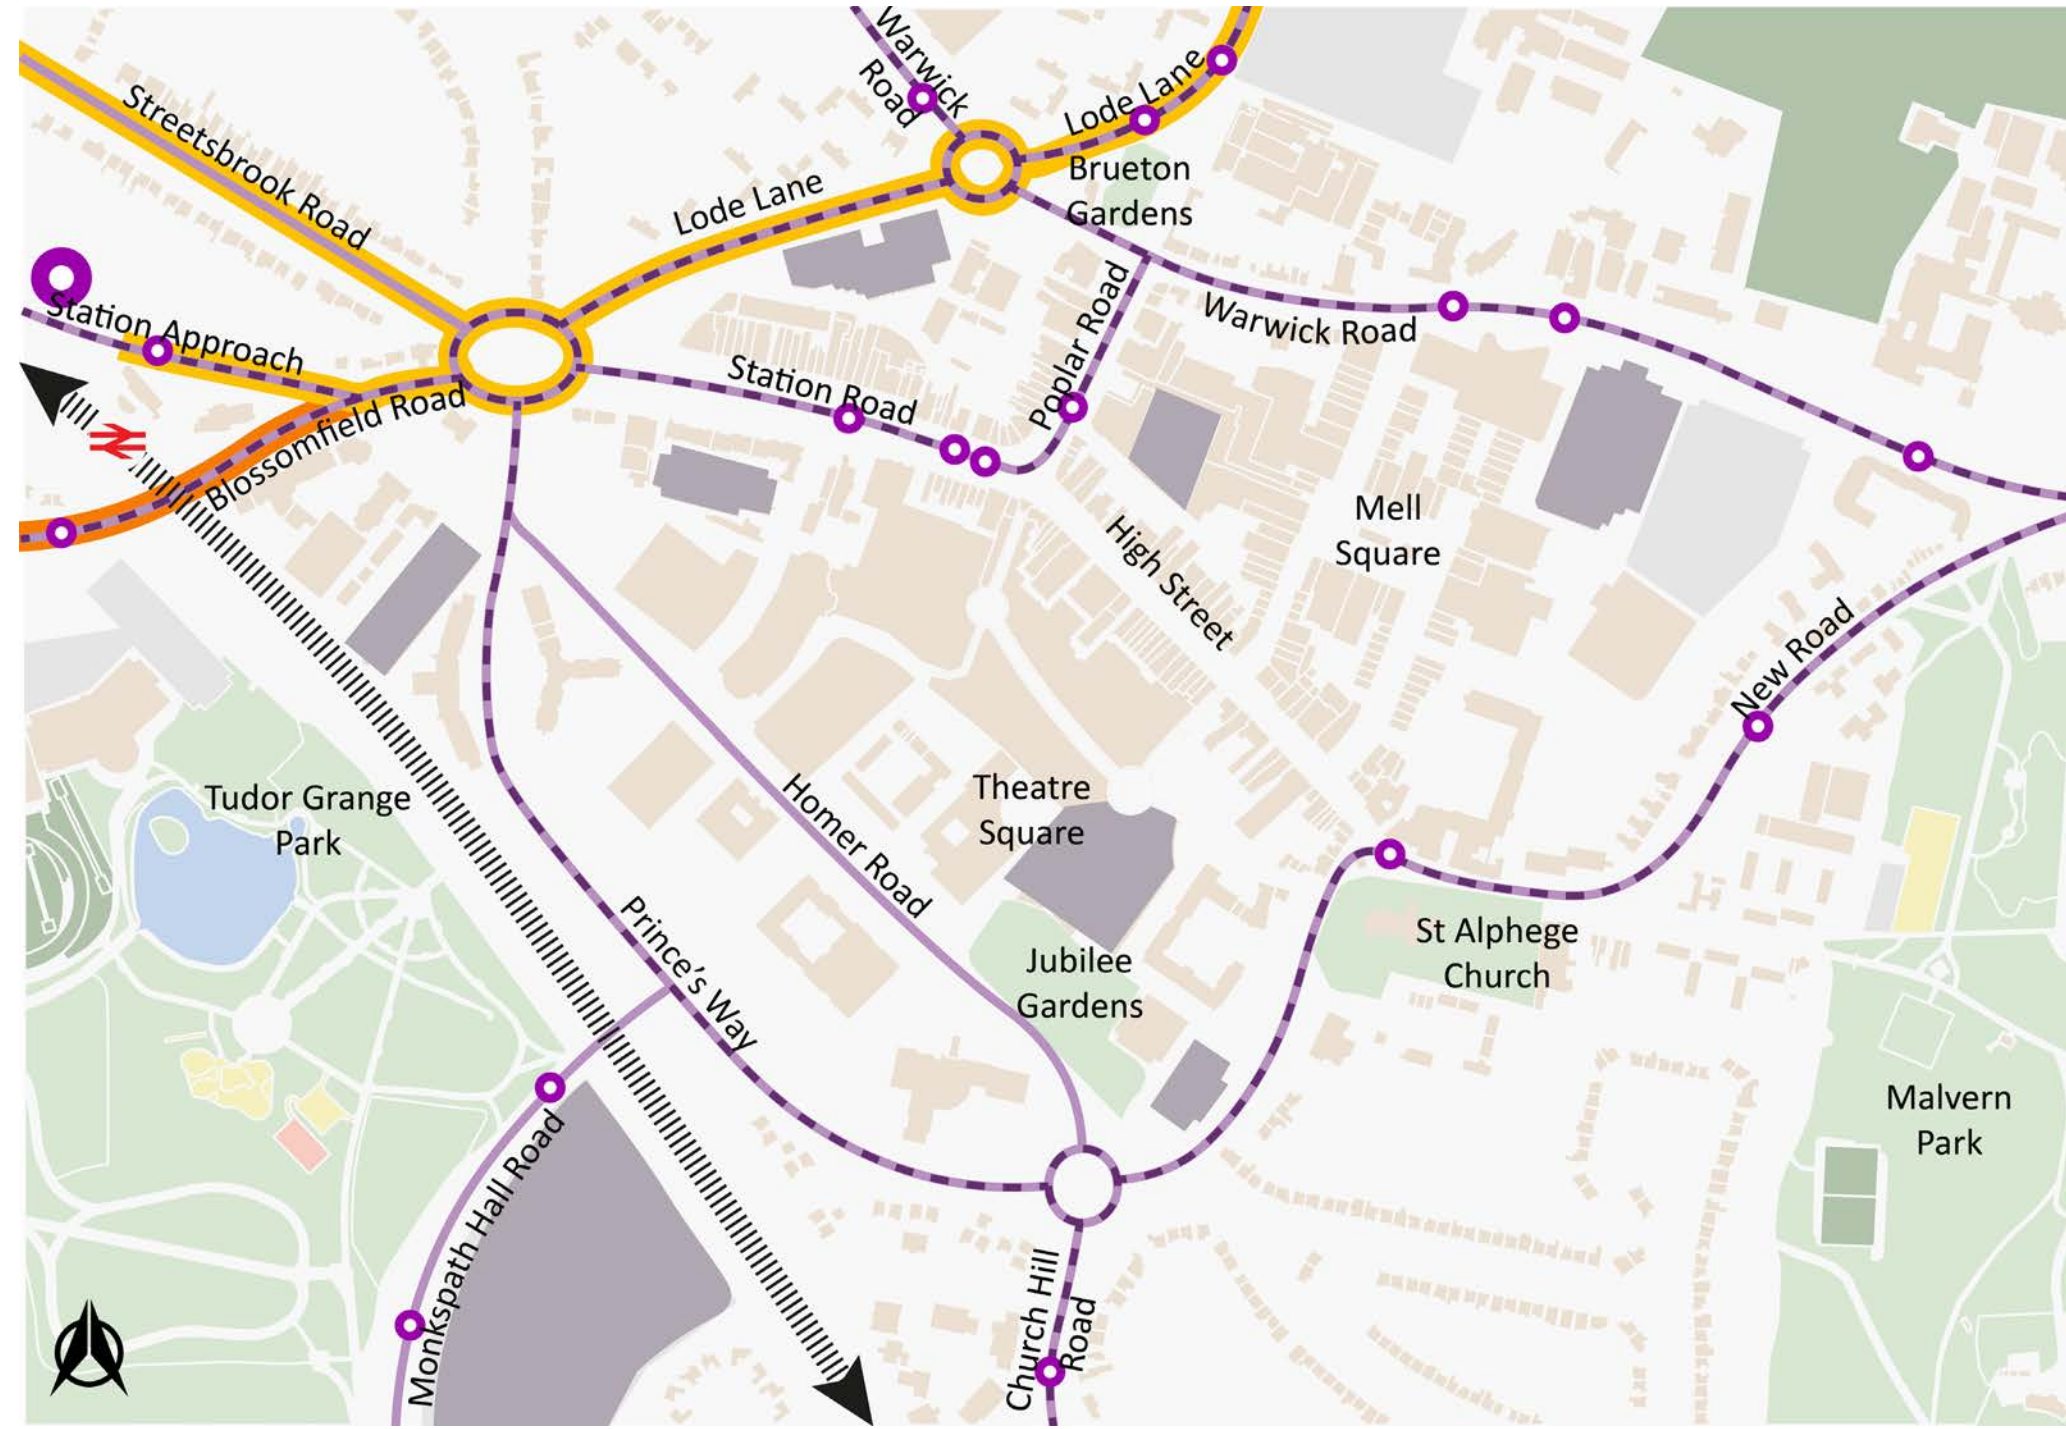 Warwick
Road
Lode Lane
Streetsbrook Road
Brueton
Gardens
Lode Lane
Station Approach
Poplar Road
Warwick Road
Station Road
Blossomfield Road
Mell
Square
High Street
New Road
Tudor Grange
Park
Theatre
Square
Homer Road
Prince's Way
St Alphege
Church
Jubilee
Gardens
Malvern
Park
Monkspath Hall Road
Church Hill
Road